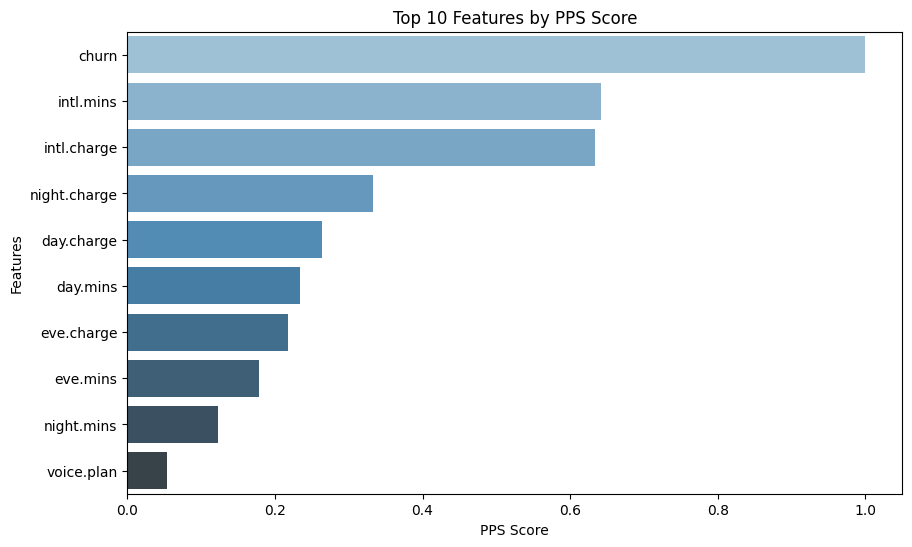 Top 10 Features by PPS Score
churn
intl.mins
intl.charge
night.charge
day.charge
day.mins
eve.charge
eve.mins
night.mins
voice.plan
Features
0.0 0.2 0.4 0.6 0.8 1.0
PPS Score